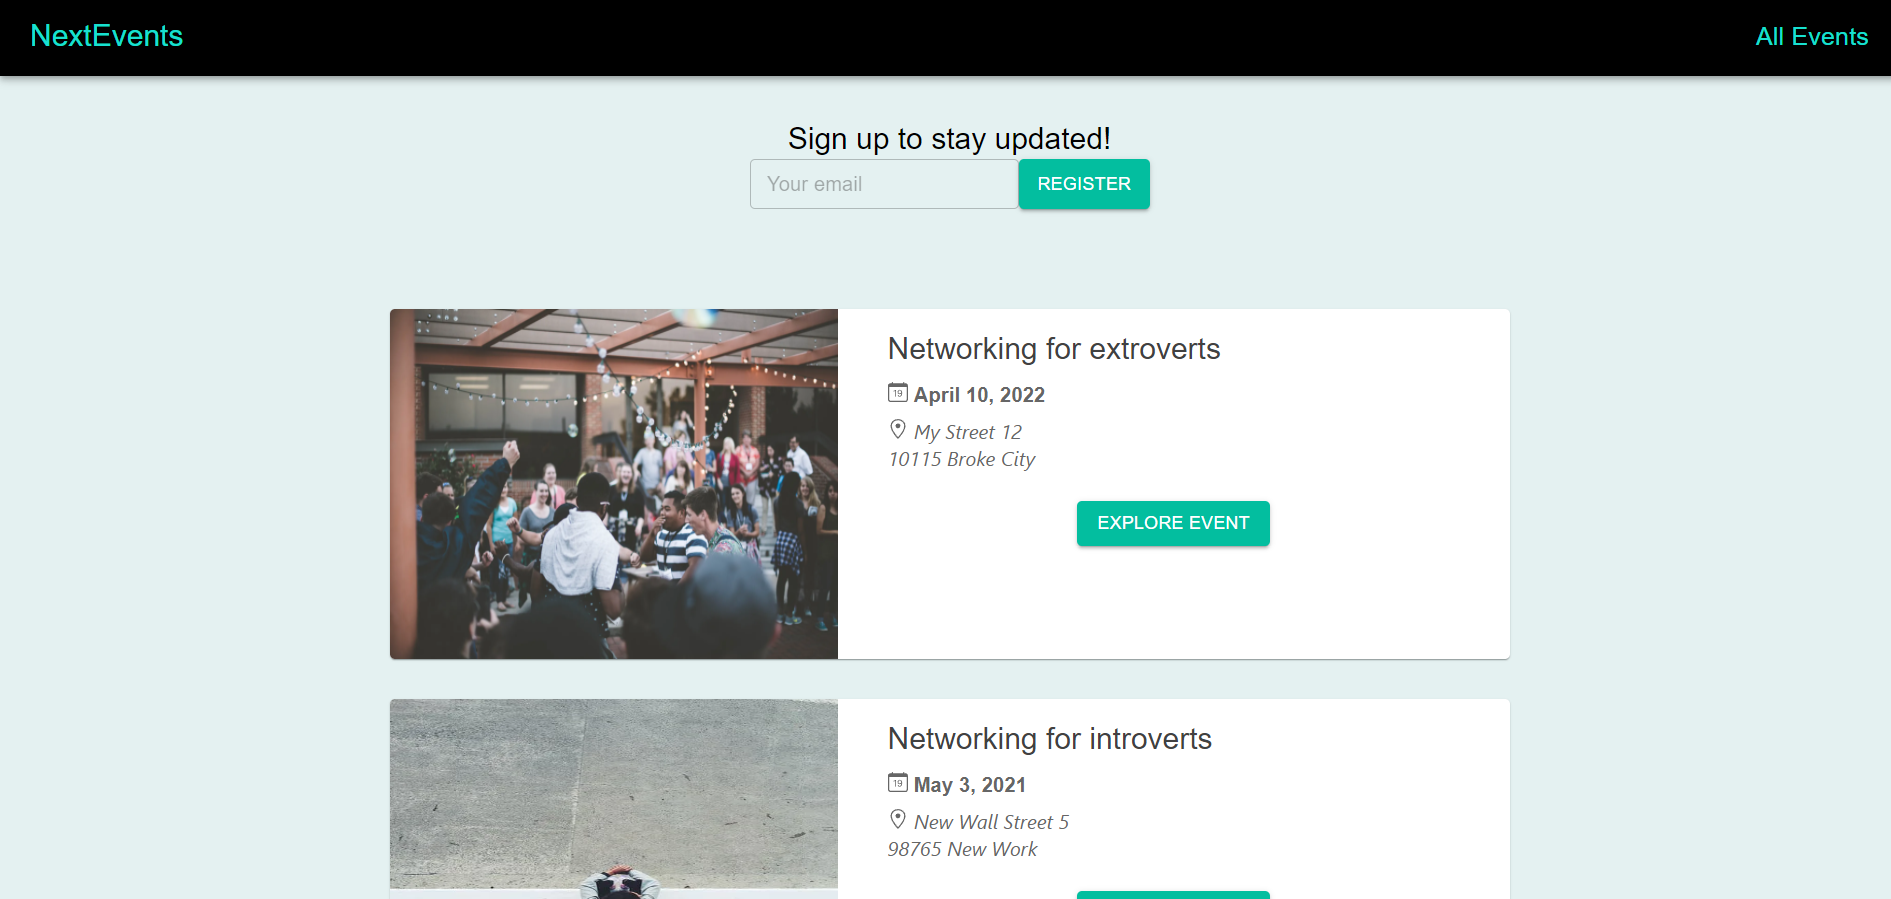 NextEvents
All Events
Sign up to stay updated!
Your email
REGISTER
Networking for extroverts
19
April 10, 2022
My Street 12
10115 Broke City
EXPLORE EVENT
Networking for introverts
19
May 3, 2021
New Wall Street 5
98765 New Work